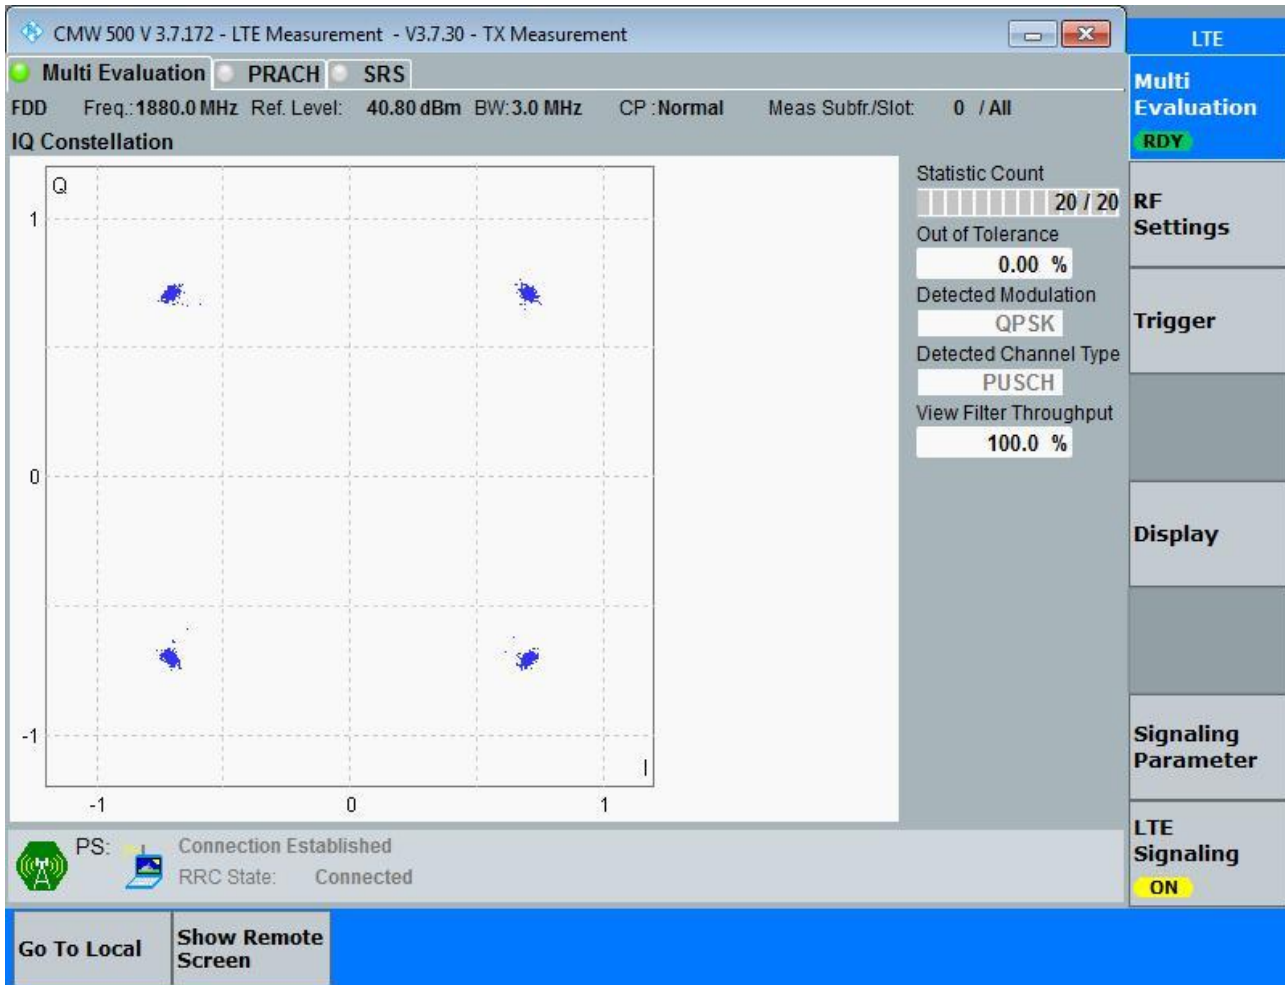 CMW 500 V 3.7.172 - LTE Measurement - V3.7.30 - TX Measurement
LTE
Multi Evaluation PRACH SRS
FDD Freq.: 1880.0 MHz Ref. Level: 40.80 dBm BW: 3.0 MHz CP : Normal Meas Subfr./Slot: 0 / All
IQ Constellation
Q
1
0
-1
-1 0 1
I
Statistic Count
20 / 20
Out of Tolerance
0.00 %
Detected Modulation
QPSK
Detected Channel Type
PUSCH
View Filter Throughput
100.0 %
Multi
Evaluation
RDY
RF
Settings
Trigger
Display
Signaling
Parameter
LTE
Signaling
ON
PS: Connection Established
RRC State: Connected
Go To Local
Show Remote
Screen